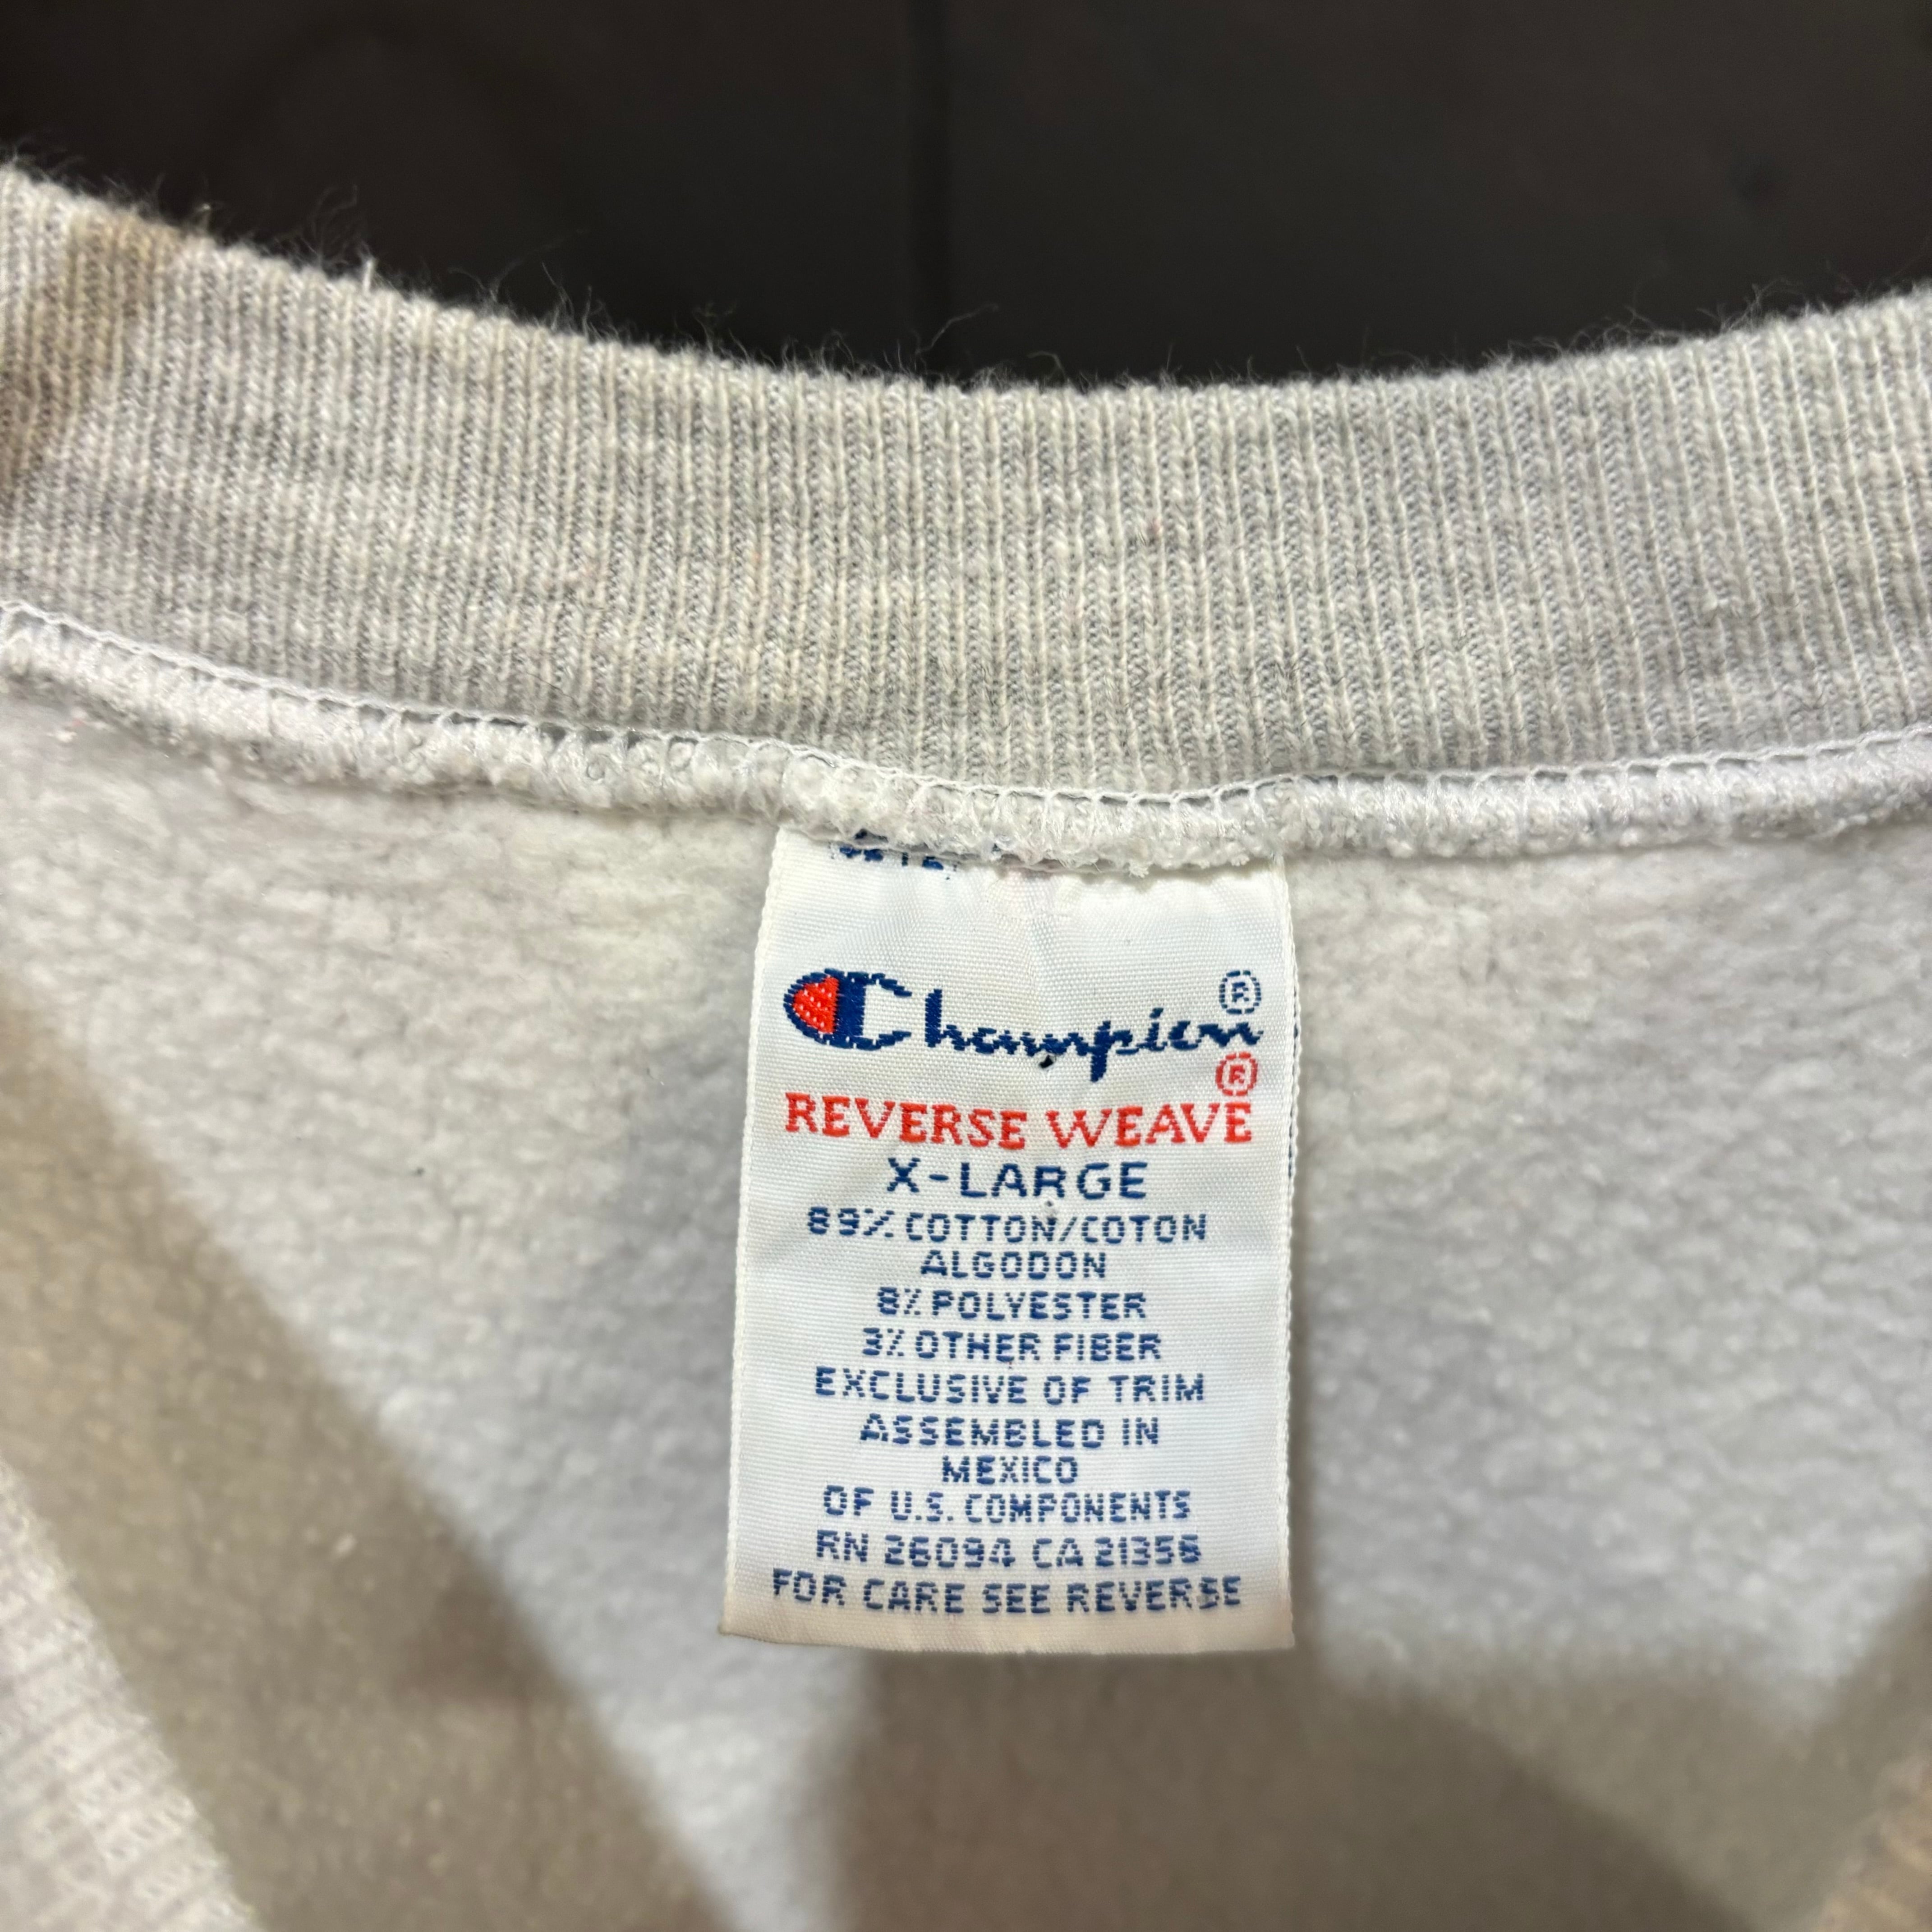 Champion®
REVERSE WEAVE®
X-LARGE
89% COTTON/COTON
ALGODON
8% POLYESTER
3% OTHER FIBER
EXCLUSIVE OF TRIM
ASSEMBLED IN
MEXICO
OF U.S. COMPONENTS
RN 26094 CA 21356
FOR CARE SEE REVERSE